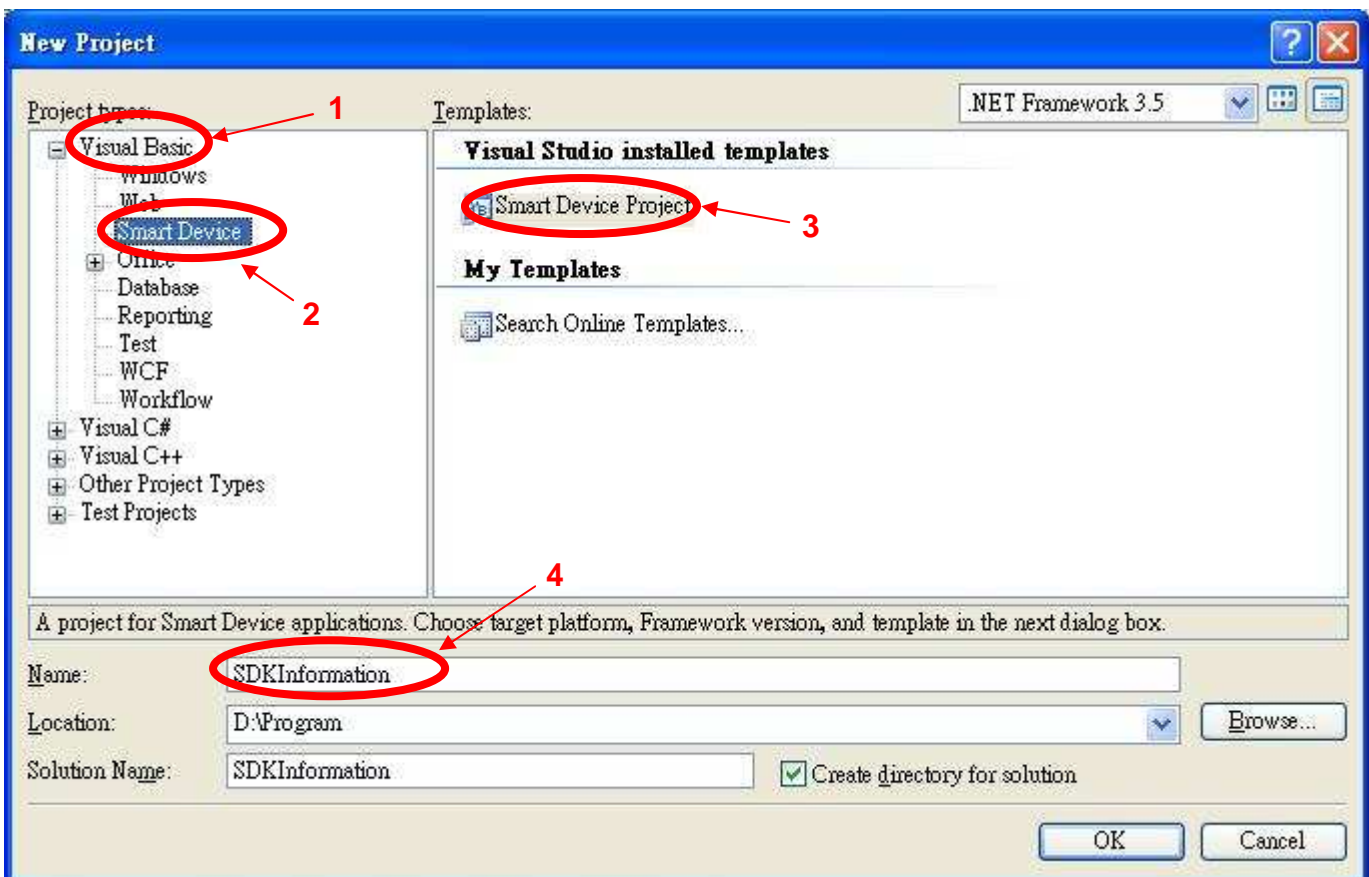 New Project
Project types:
1
Templates:
.NET Framework 3.5
Visual Basic
Windows
Web
Smart Device
Office
Database
Reporting
Test
WCF
Workflow
Visual C#
Visual C++
Other Project Types
Test Projects
2
Visual Studio installed templates
Smart Device Project
3
My Templates
Search Online Templates...
4
A project for Smart Device applications. Choose target platform, Framework version, and template in the next dialog box.
Name:
SDKInformation
Location:
D:\Program
Browse...
Solution Name:
SDKInformation
Create directory for solution
OK
Cancel